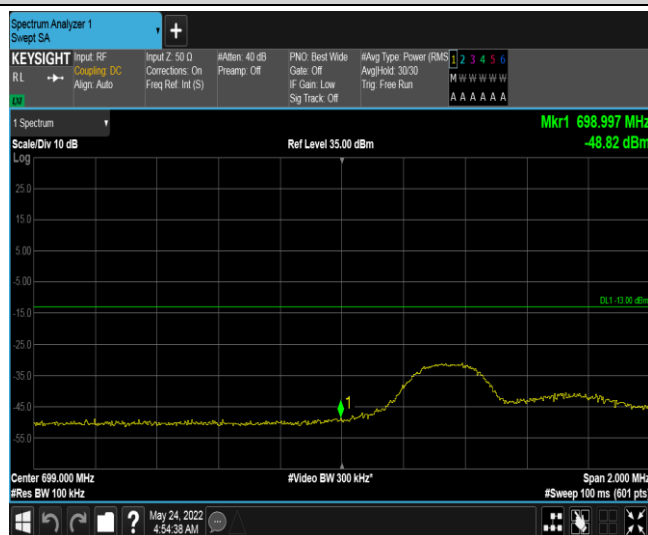 Spectrum Analyzer 1
Swept SA
+
KEYSIGHT
RL
Input: RF
Coupling: DC
Align: Auto
Input Z: 50 Ω
Corrections: On
Freq Ref: Int (S)
#Atten: 40 dB
Preamp: Off
PNO: Best Wide
Gate: Off
IF Gain: Low
Sig Track: Off
#Avg Type: Power (RMS
Avg|Hold: 30/30
Trig: Free Run
1 2 3 4 5 6
M W W W W W
A A A A A A
1 Spectrum
Scale/Div 10 dB
Ref Level 35.00 dBm
Mkr1 698.997 MHz
-48.82 dBm
Log
25.0
15.0
5.00
-5.00
DL1 -13.00 dBm
-15.0
-25.0
-35.0
-45.0
1
-55.0
Center 699.000 MHz
#Video BW 300 kHz*
Span 2.000 MHz
#Res BW 100 kHz
#Sweep 100 ms (601 pts)
?
May 24, 2022
4:54:38 AM